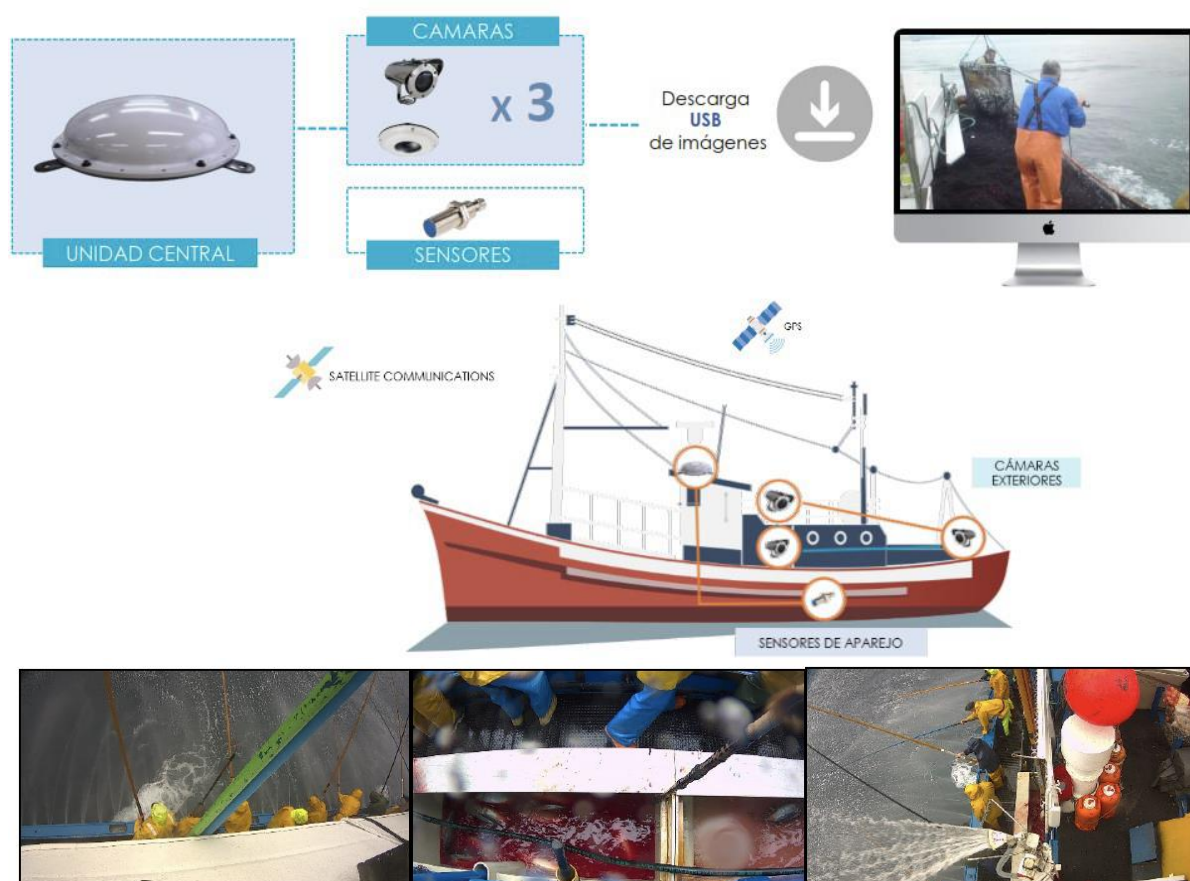 CAMARAS
x 3
Descarga
USB
de imágenes
UNIDAD CENTRAL
SENSORES
GPS
SATELLITE COMMUNICATIONS
CÁMARAS
EXTERIORES
SENSORES DE APAREJO